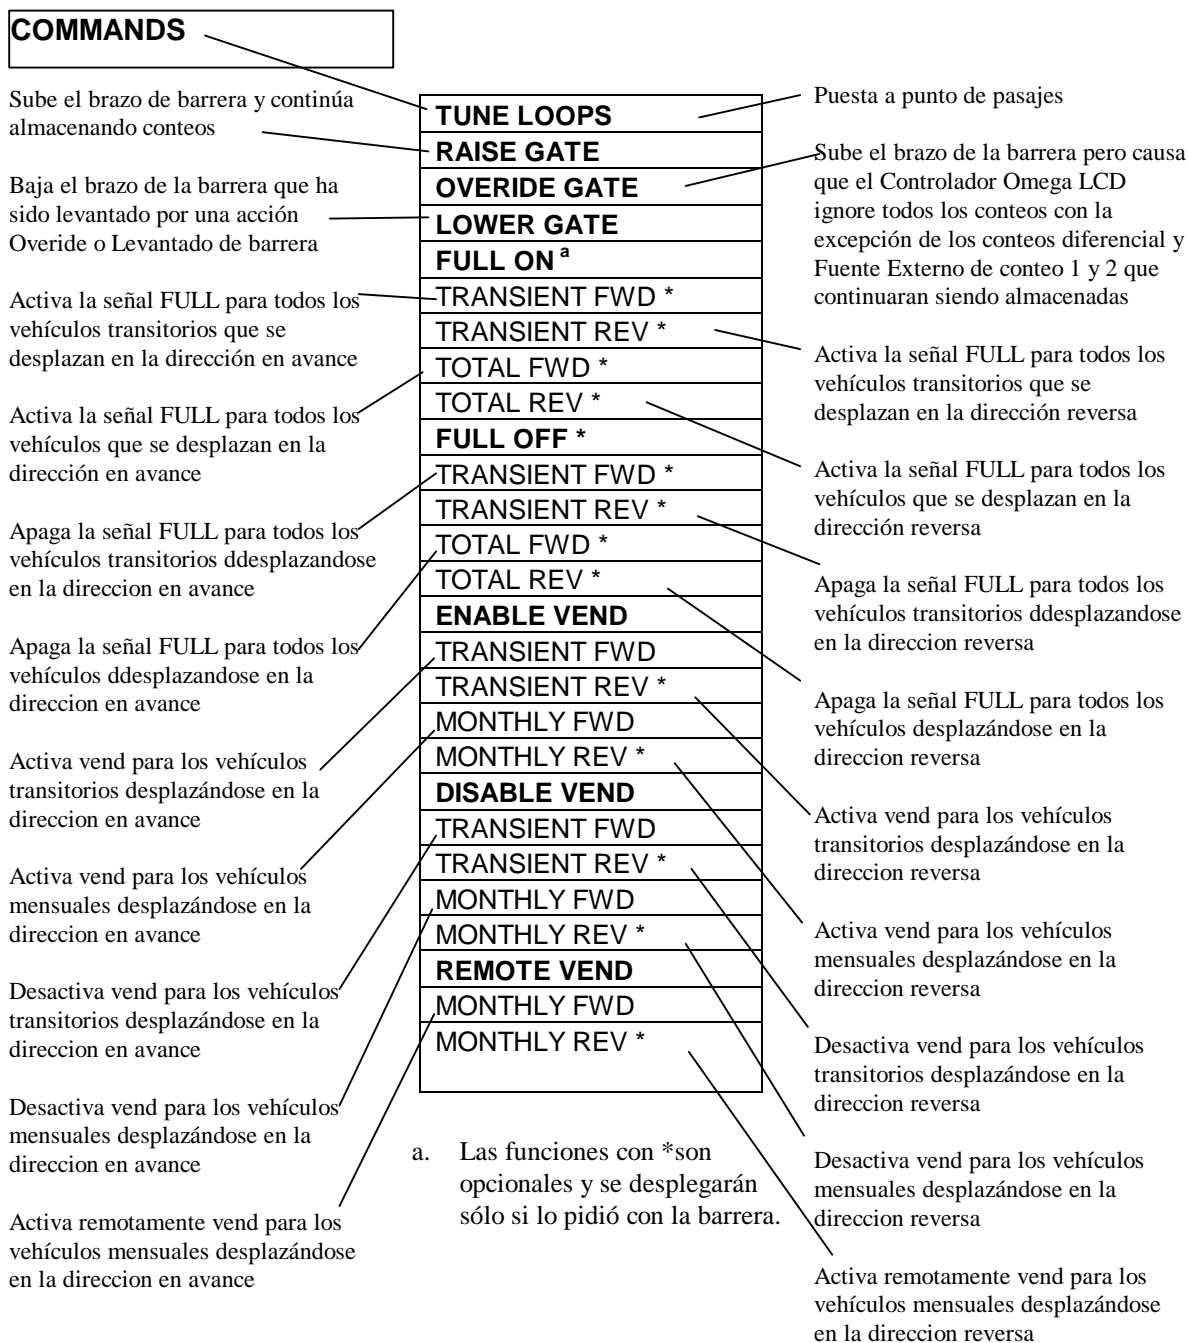 COMMANDS
Sube el brazo de barrera y continúa
almacenando conteos
Baja el brazo de la barrera que ha
sido levantado por una acción
Overide o Levantado de barrera
Activa la señal FULL para todos los
vehículos transitorios que se
desplazan en la dirección en avance
Activa la señal FULL para todos los
vehículos que se desplazan en la
dirección en avance
Apaga la señal FULL para todos los
vehículos transitorios ddesplazandose
en la direccion en avance
Apaga la señal FULL para todos los
vehículos ddesplazandose en la
direccion en avance
Activa vend para los vehículos
transitorios desplazándose en la
direccion en avance
Activa vend para los vehículos
mensuales desplazándose en la
direccion en avance
Desactiva vend para los vehículos
transitorios desplazándose en la
direccion en avance
Desactiva vend para los vehículos
mensuales desplazándose en la
direccion en avance
Activa remotamente vend para los
vehículos mensuales desplazándose
en la direccion en avance
TUNE LOOPS
RAISE GATE
OVERIDE GATE
LOWER GATE
FULL ON a
TRANSIENT FWD *
TRANSIENT REV *
TOTAL FWD *
TOTAL REV *
FULL OFF *
TRANSIENT FWD *
TRANSIENT REV *
TOTAL FWD *
TOTAL REV *
ENABLE VEND
TRANSIENT FWD
TRANSIENT REV *
MONTHLY FWD
MONTHLY REV *
DISABLE VEND
TRANSIENT FWD
TRANSIENT REV *
MONTHLY FWD
MONTHLY REV *
REMOTE VEND
MONTHLY FWD
MONTHLY REV *
a. Las funciones con *son
opcionales y se desplegarán
sólo si lo pidió con la barrera.
Puesta a punto de pasajes
Sube el brazo de la barrera pero causa
que el Controlador Omega LCD
ignore todos los conteos con la
excepción de los conteos diferencial y
Fuente Externo de conteo 1 y 2 que
continuaran siendo almacenadas
Activa la señal FULL para todos los
vehículos transitorios que se
desplazan en la dirección reversa
Activa la señal FULL para todos los
vehículos que se desplazan en la
dirección reversa
Apaga la señal FULL para todos los
vehículos transitorios ddesplazandose
en la direccion reversa
Apaga la señal FULL para todos los
vehículos desplazándose en la
direccion reversa
Activa vend para los vehículos
transitorios desplazándose en la
direccion reversa
Activa vend para los vehículos
mensuales desplazándose en la
direccion reversa
Desactiva vend para los vehículos
transitorios desplazándose en la
direccion reversa
Desactiva vend para los vehículos
mensuales desplazándose en la
direccion reversa
Activa remotamente vend para los
vehículos mensuales desplazándose
en la direccion reversa